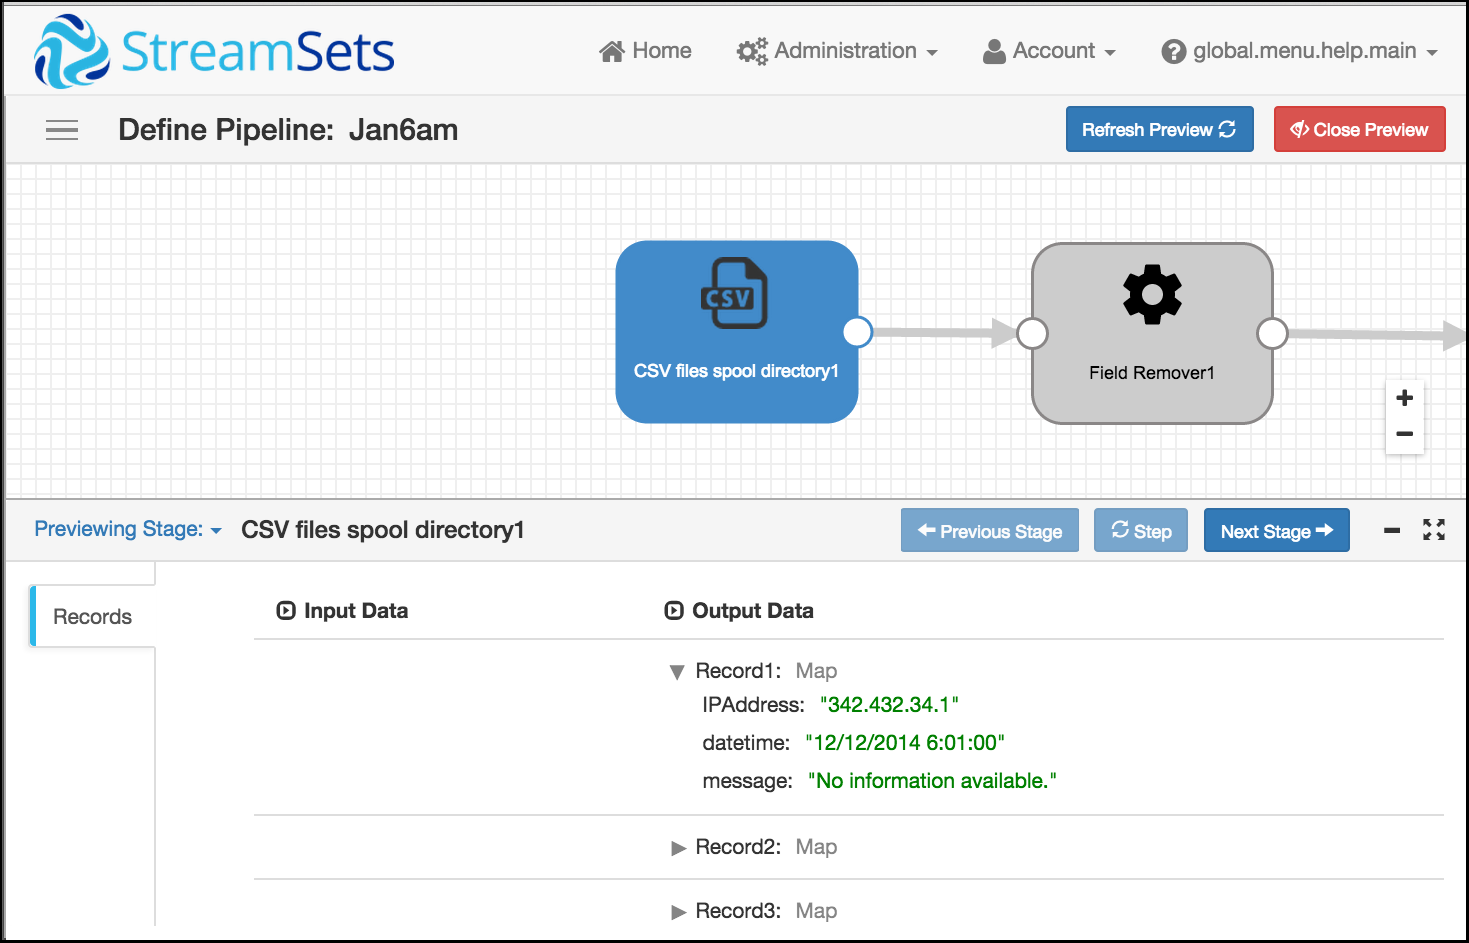 StreamSets Home Administration Account global.menu.help.main
Define Pipeline: Jan6am Refresh Preview Close Preview
CSV
CSV files spool directory1
Field Remover1
+
−
Previewing Stage: CSV files spool directory1 Previous Stage Step Next Stage
Records
Input Data Output Data
Record1: Map
IPAddress: "342.432.34.1"
datetime: "12/12/2014 6:01:00"
message: "No information available."
Record2: Map
Record3: Map